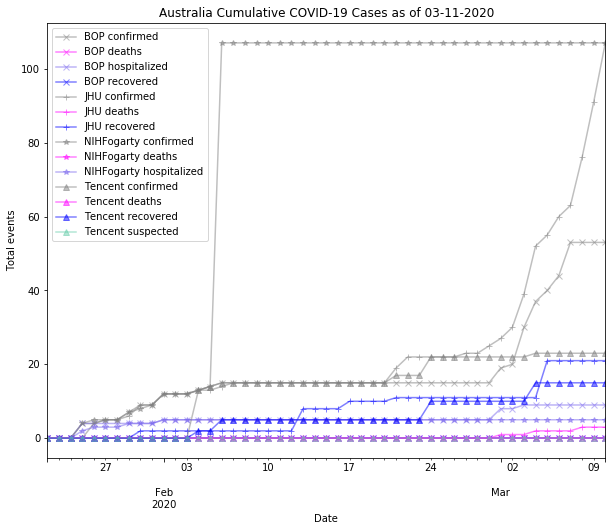 Australia Cumulative COVID-19 Cases as of 03-11-2020
BOP confirmed
BOP deaths
BOP hospitalized
BOP recovered
JHU confirmed
JHU deaths
JHU recovered
NIHFogarty confirmed
NIHFogarty deaths
NIHFogarty hospitalized
Tencent confirmed
Tencent deaths
Tencent recovered
Tencent suspected
Total events
100
80
60
40
20
0
27 03 10 17 24 02 09
Feb Mar
2020
Date